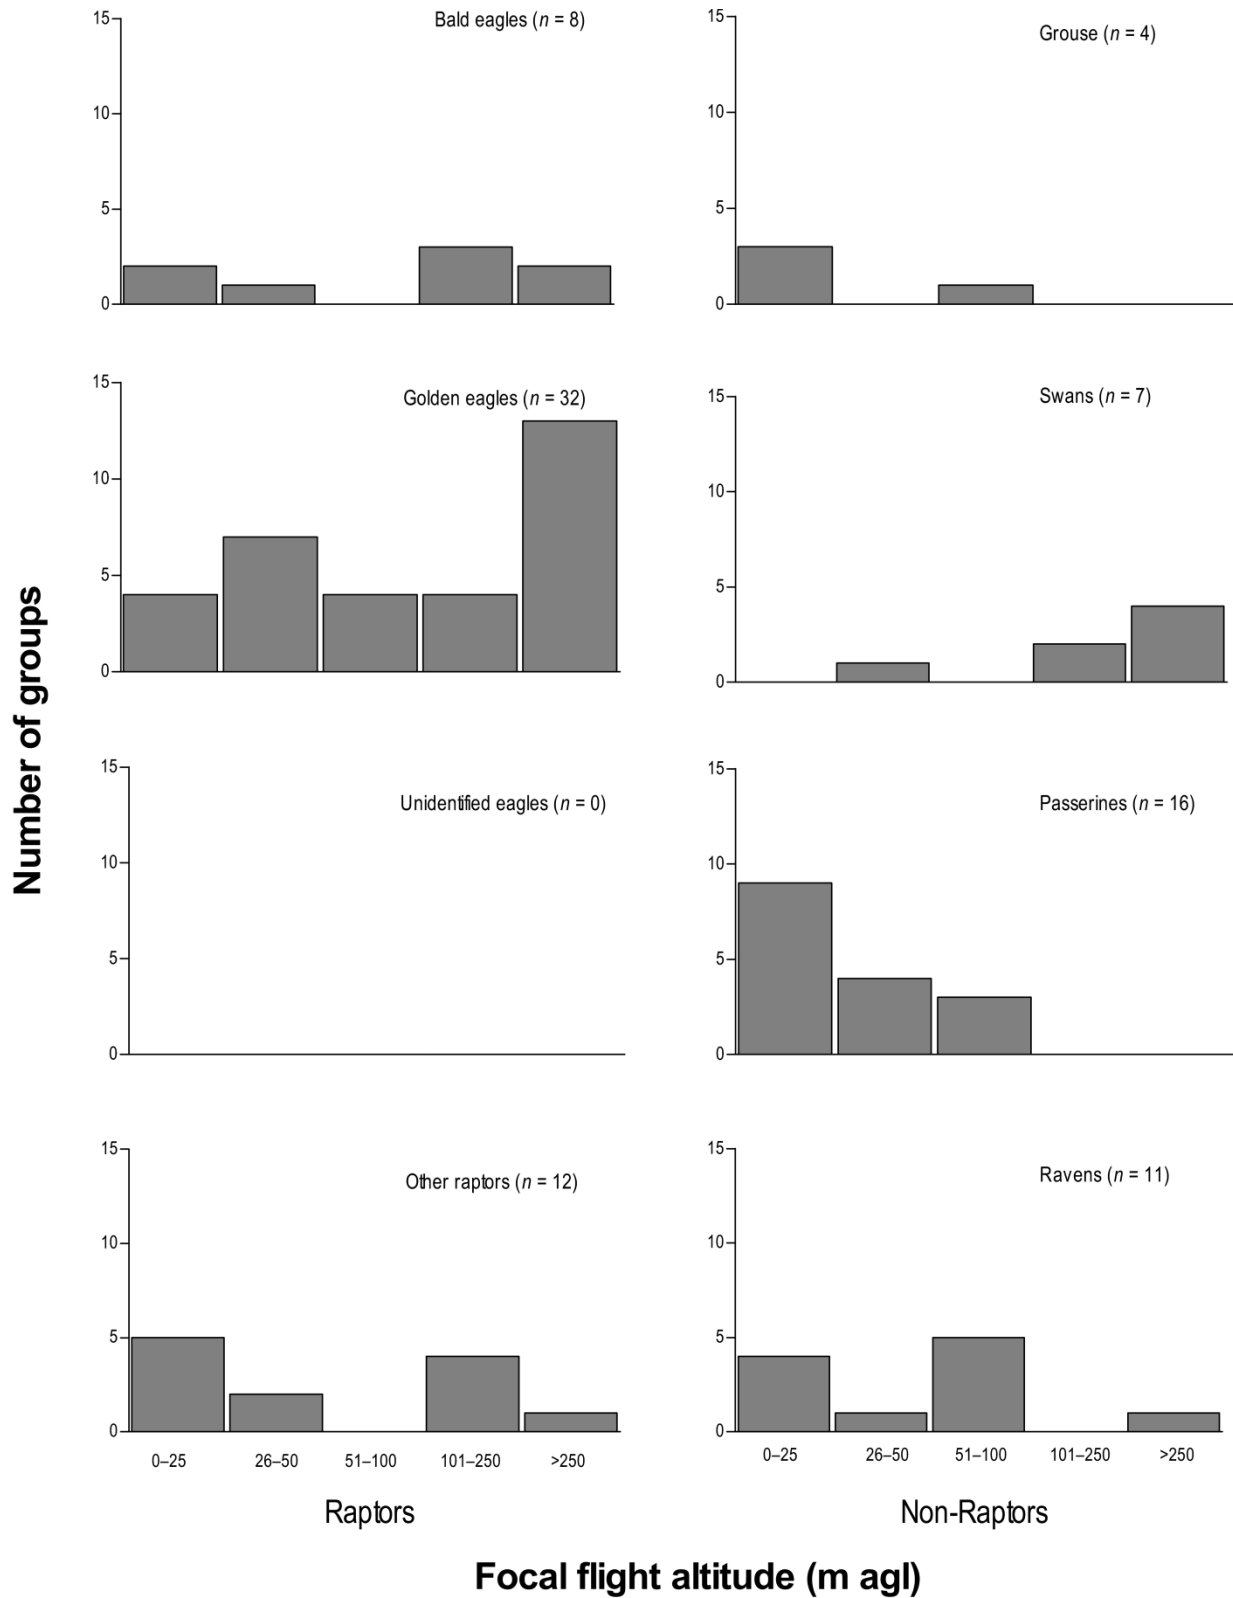 Number of groups
Bald eagles (n = 8)
15
10
5
0
Grouse (n = 4)
15
10
5
0
Golden eagles (n = 32)
15
10
5
0
Swans (n = 7)
15
10
5
0
Unidentified eagles (n = 0)
15
10
5
0
Passerines (n = 16)
15
10
5
0
Other raptors (n = 12)
15
10
5
0
0–25 26–50 51–100 101–250 >250
Raptors
Ravens (n = 11)
15
10
5
0
0–25 26–50 51–100 101–250 >250
Non-Raptors
Focal flight altitude (m agl)